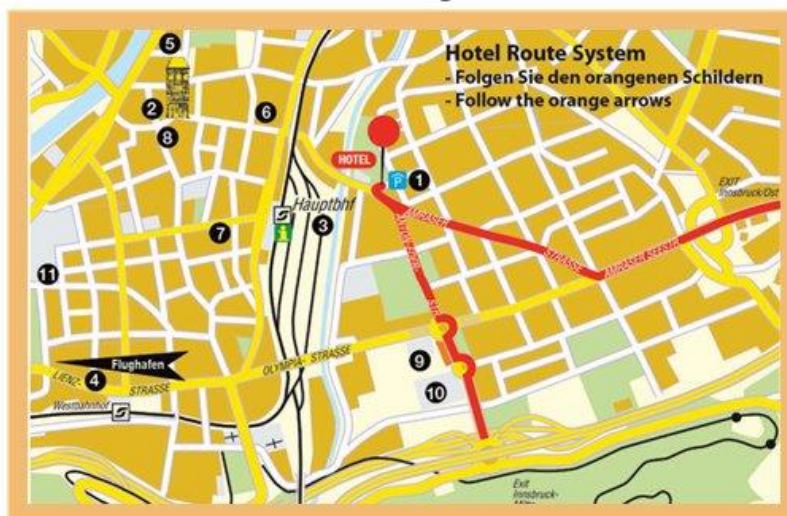 Hotel Route System
- Folgen Sie den orangenen Schildern
- Follow the orange arrows
5
2
8
6
HOTEL
P
1
EXIT
Innsbruck/Ost
Hauptbhf
3
i
7
11
AMRASER
STRASSE
AMRASER SEESTR
STR
Flughafen
LIENZ-
4
STRASSE
OLYMPIA- STRASSE
9
10
Westbahnhof
Exit
Innsbruck-